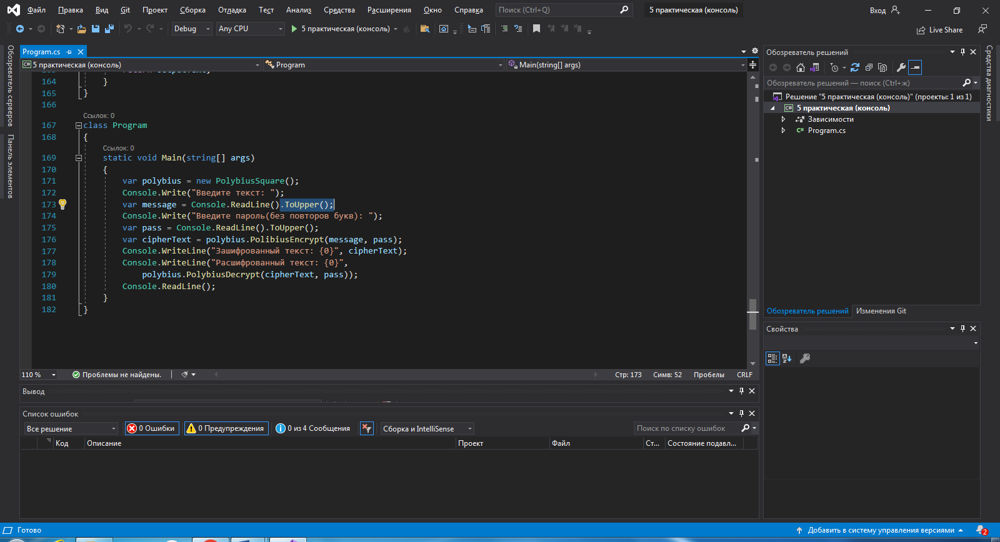 Файл Правка Вид Git Проект Сборка Отладка Тест Анализ Средства Расширения Окно Справка Поиск (Ctrl+Q) 5 практическая (консоль) Вход
Debug Any CPU 5 практическая (консоль) Live Share
Обозреватель серверов
Панель элементов
Program.cs
5 практическая (консоль) Program Main(string[] args)
164 }
165 }
166
Ссылок: 0
167 class Program
168 {
Ссылок: 0
169 static void Main(string[] args)
170 {
171 var polybius = new PolybiusSquare();
172 Console.Write("Введите текст: ");
173 var message = Console.ReadLine().ToUpper();
174 Console.Write("Введите пароль(без повторов букв): ");
175 var pass = Console.ReadLine().ToUpper();
176 var cipherText = polybius.PolibiusEncrypt(message, pass);
177 Console.WriteLine("Зашифрованный текст: {0}", cipherText);
178 Console.WriteLine("Расшифрованный текст: {0}",
179 polybius.PolybiusDecrypt(cipherText, pass));
180 Console.ReadLine();
181 }
182 }
110 % Проблемы не найдены. Стр: 173 Симв: 52 Пробелы CRLF
Вывод
Список ошибок
Все решение 0 Ошибки 0 Предупреждения 0 из 4 Сообщения Сборка и IntelliSense Поиск по списку ошибок
Код Описание Проект Файл Ст... Состояние подавл...
Обозреватель решений
Обозреватель решений — поиск (Ctrl+ж)
Решение "5 практическая (консоль)" (проекты: 1 из 1)
5 практическая (консоль)
Зависимости
Program.cs
Обозреватель решений Изменения Git
Свойства
Средства диагностики
Готово Добавить в систему управления версиями 2